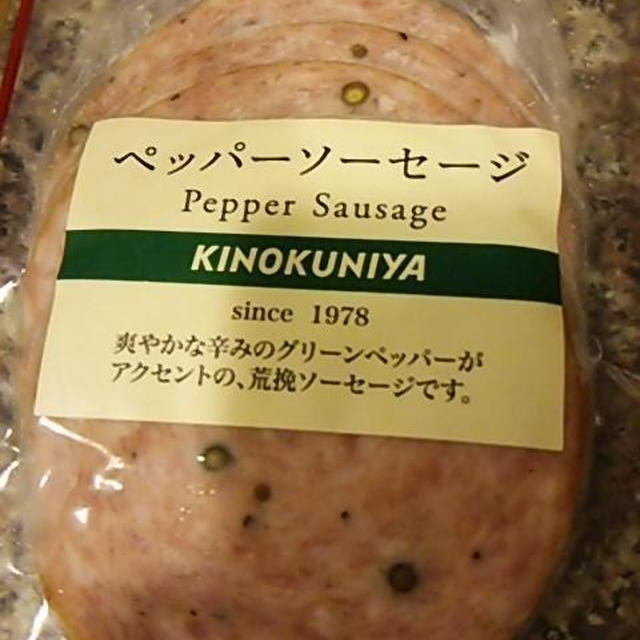 ペッパーソーセージ
Pepper Sausage
KINOKUNIYA
since 1978
爽やかな辛みのグリーンペッパーが
アクセントの、荒挽ソーセージです。